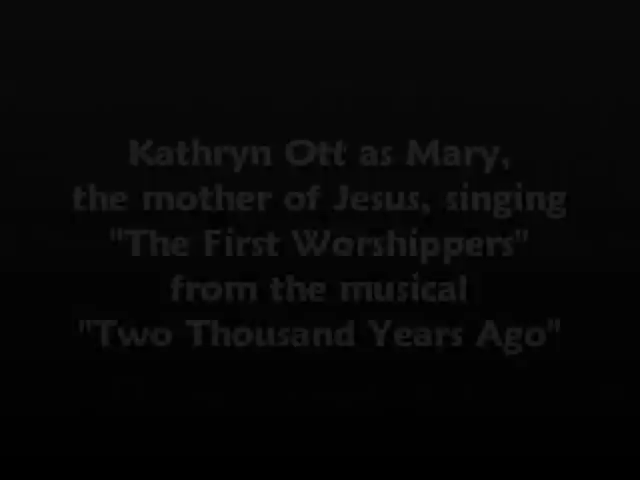 Kathryn Ott as Mary,
the mother of Jesus, singing
"The First Worshippers"
from the musical
"Two Thousand Years Ago"